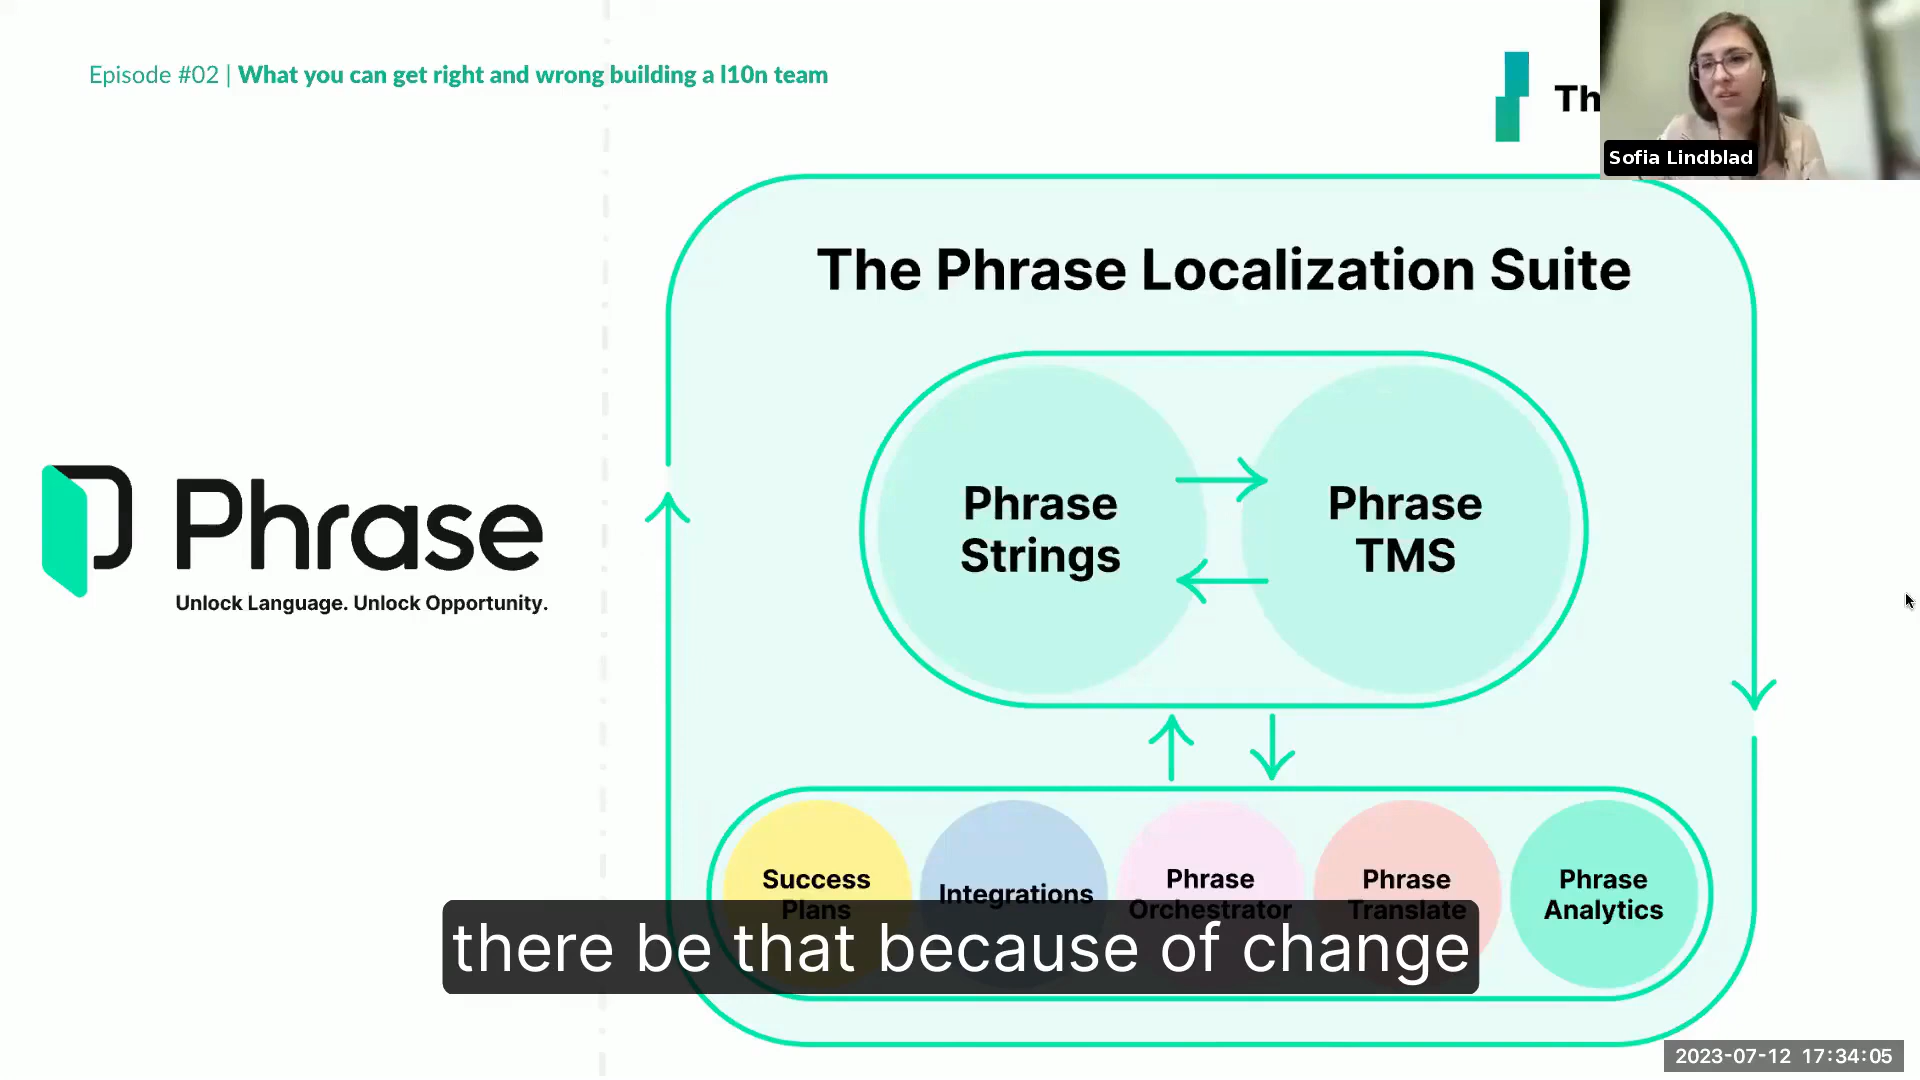 Episode #02 | What you can get right and wrong building a l10n team
Th
Sofia Lindblad
The Phrase Localization Suite
Phrase
Strings
Phrase
TMS
Phrase
Unlock Language. Unlock Opportunity.
Success
Plans
Integrations
Phrase
Orchestrator
Phrase
Translate
Phrase
Analytics
there be that because of change
2023-07-12 17:34:05